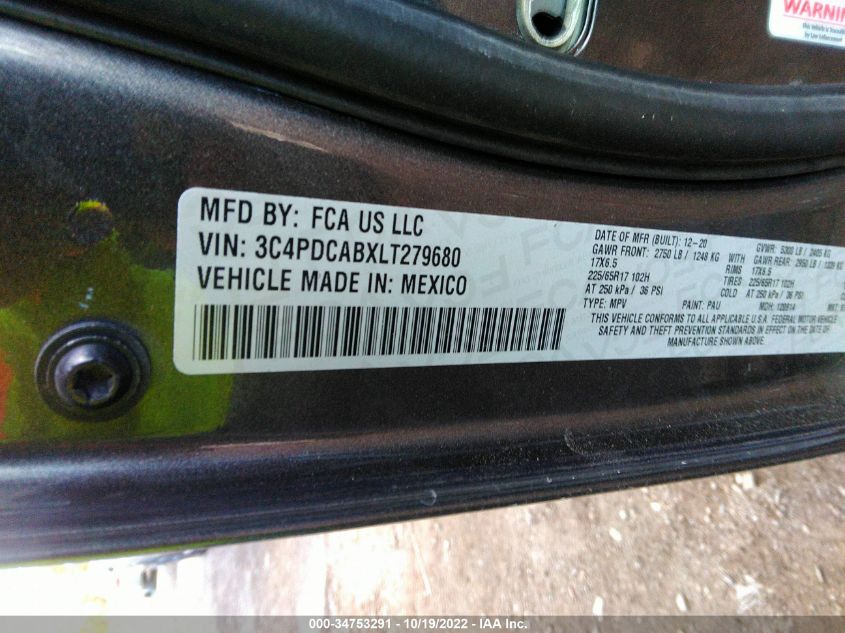 WARNIN
MFD BY: FCA US LLC
VIN: 3C4PDCABXLT279680
VEHICLE MADE IN: MEXICO
DATE OF MFR (BUILT): 12-20 GVWR: 5300 LB / 2405 KG
GAWR FRONT: 2750 LB / 1248 KG WITH GAWR REAR: 2950 LB
17X6.5 RIMS 17X6.5
225/65R17 102H TIRES 225/65R17 102H
AT 250 kPa / 36 PSI COLD AT 250 kPa / 36 PSI
TYPE: MPV PAINT: PAU MDH:
THIS VEHICLE CONFORMS TO ALL APPLICABLE U.S.A. FEDERAL MOTOR VEHICLE
SAFETY AND THEFT PREVENTION STANDARDS IN EFFECT ON THE DATE OF
MANUFACTURE SHOWN ABOVE.
000-34753291 - 10/19/2022 - IAA Inc.